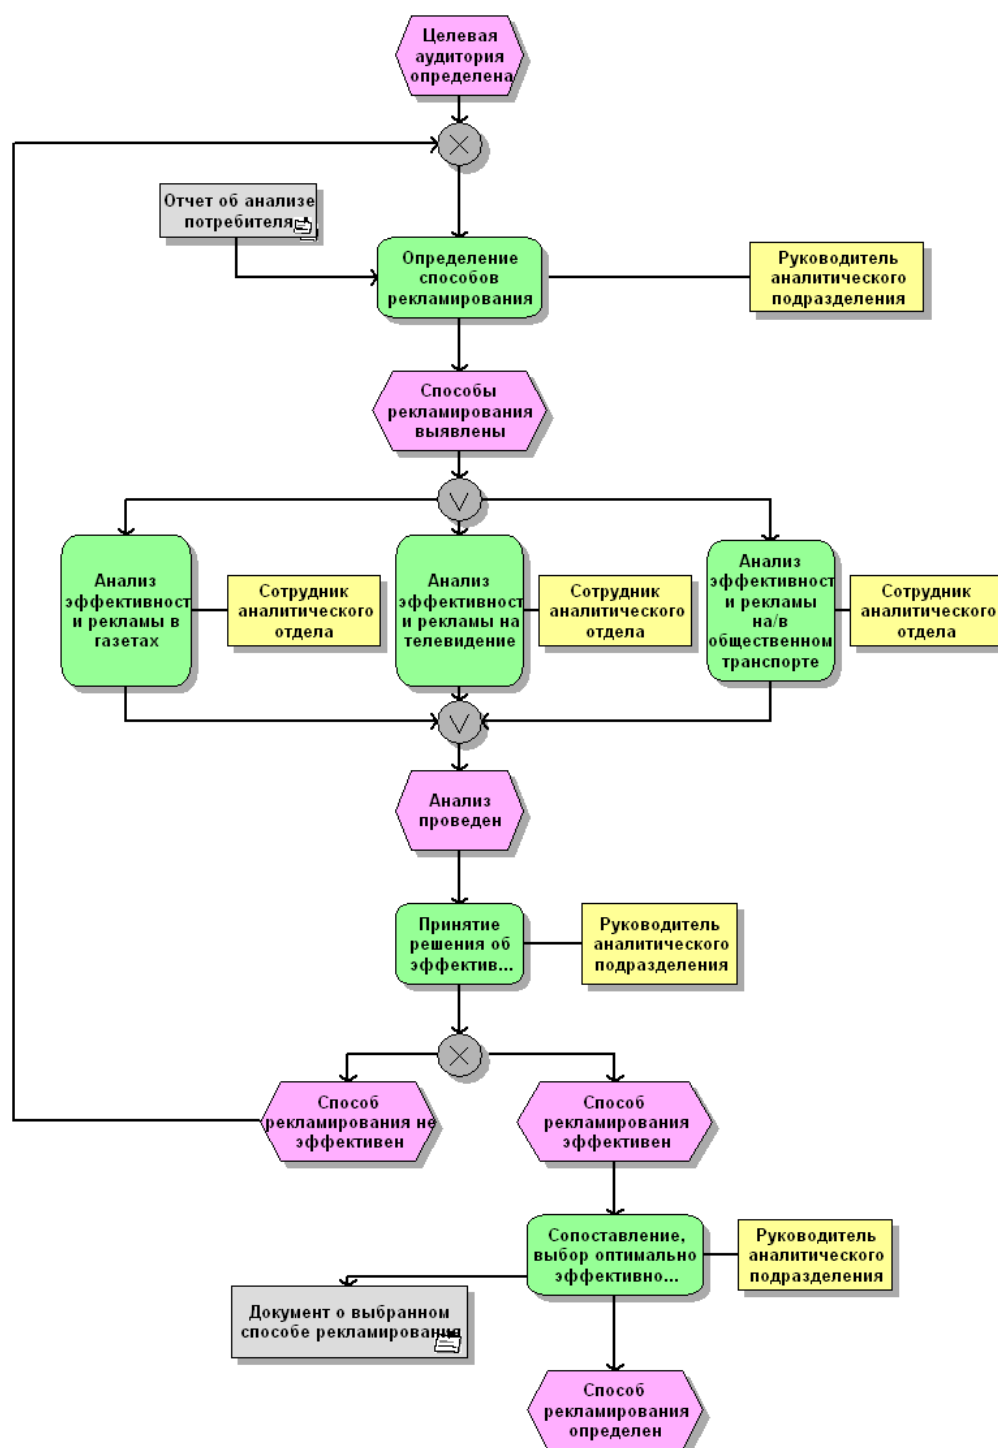 Целевая
аудитория
определена
Отчет об анализе
потребителя
Определение
способов
рекламирования
Руководитель
аналитического
подразделения
Способы
рекламирования
выявлены
Анализ
эффективност
и рекламы в
газетах
Сотрудник
аналитического
отдела
Анализ
эффективност
и рекламы на
телевидение
Сотрудник
аналитического
отдела
Анализ
эффективност
и рекламы
на/в
общественном
транспорте
Сотрудник
аналитического
отдела
Анализ
проведен
Принятие
решения об
эффектив...
Руководитель
аналитического
подразделения
Способ
рекламирования не
эффективен
Способ
рекламирования
эффективен
Сопоставление,
выбор оптимально
эффективно...
Руководитель
аналитического
подразделения
Документ о выбранном
способе рекламирования
Способ
рекламирования
определен